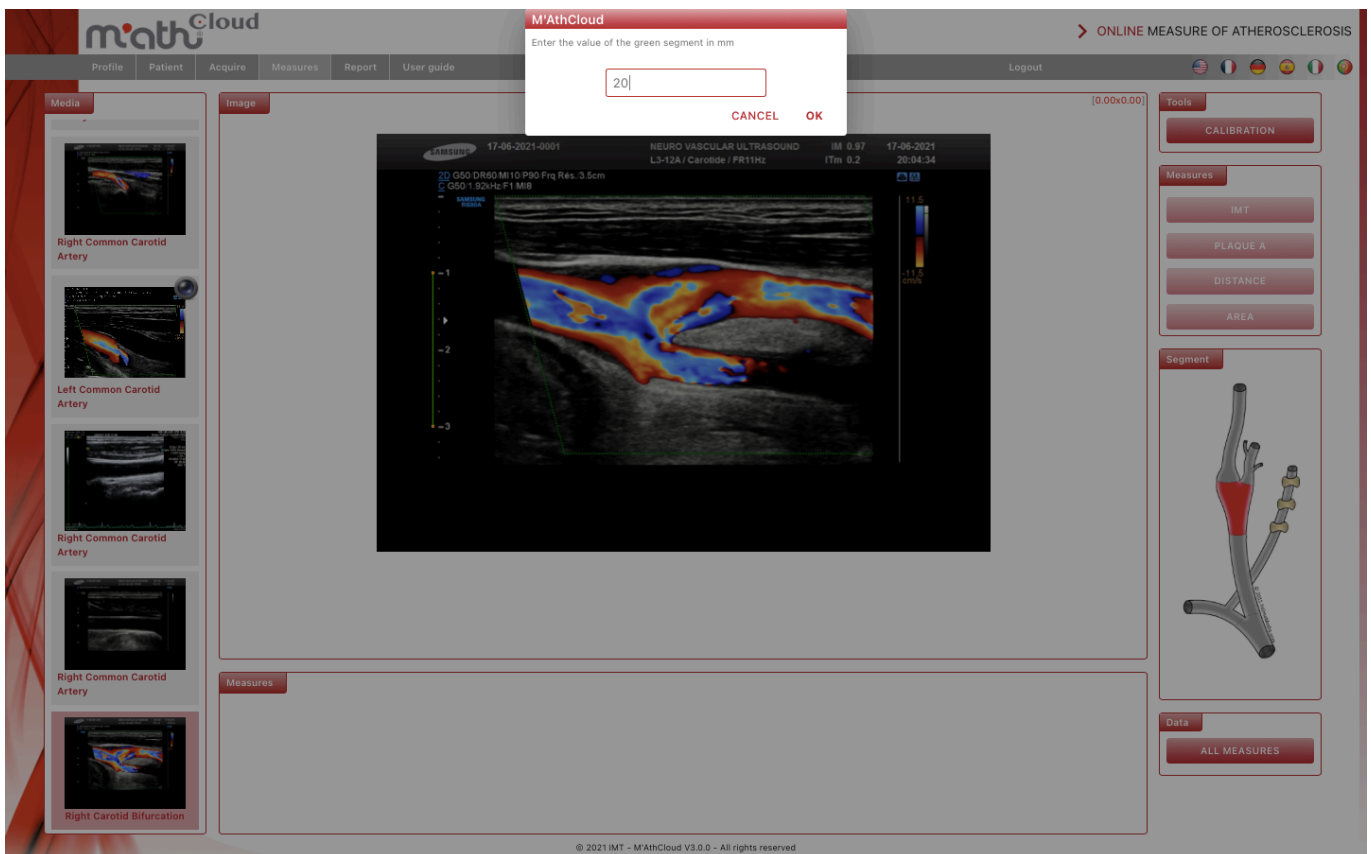 m'ath Cloud
M'AthCloud
Enter the value of the green segment in mm
20
CANCEL OK
ONLINE MEASURE OF ATHEROSCLEROSIS
Profile Patient Acquire Measures Report User guide Logout
Media
Right Common Carotid
Artery
Left Common Carotid
Artery
Right Common Carotid
Artery
Right Common Carotid
Artery
Right Carotid Bifurcation
Image
[0.00x0.00]
SAMSUNG 17-06-2021-0001 NEURO VASCULAR ULTRASOUND IM 0.97 17-06-2021
L3-12A / Carotide / FR11Hz ITm 0.2 20:04:34
2D G50/DR60/MI10/P90/Frq Rés./3.5cm
C G50/1.92kHz/F1/MI8
SAMSUNG
RS80A
11.5
-11.5
cm/s
1
2
3
Measures
Tools
CALIBRATION
Measures
IMT
PLAQUE A
DISTANCE
AREA
Segment
Data
ALL MEASURES
© 2021 IMT - M'AthCloud V3.0.0 - All rights reserved